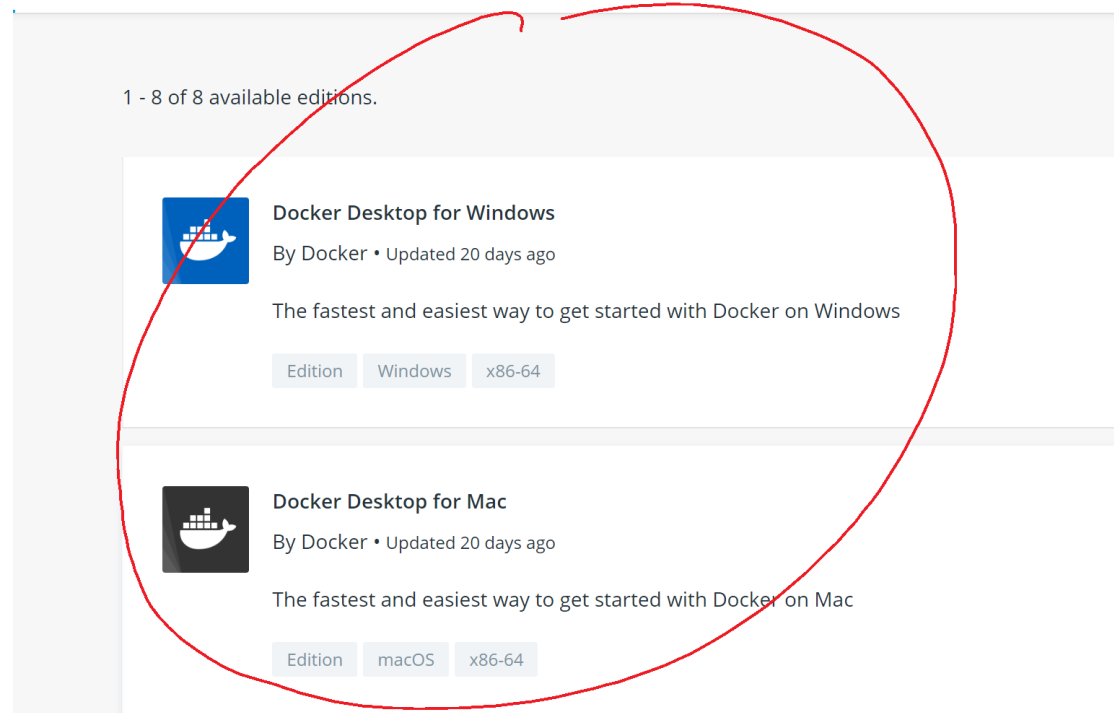 1 - 8 of 8 available editions.
Docker Desktop for Windows
By Docker • Updated 20 days ago
The fastest and easiest way to get started with Docker on Windows
Edition Windows x86-64
Docker Desktop for Mac
By Docker • Updated 20 days ago
The fastest and easiest way to get started with Docker on Mac
Edition macOS x86-64